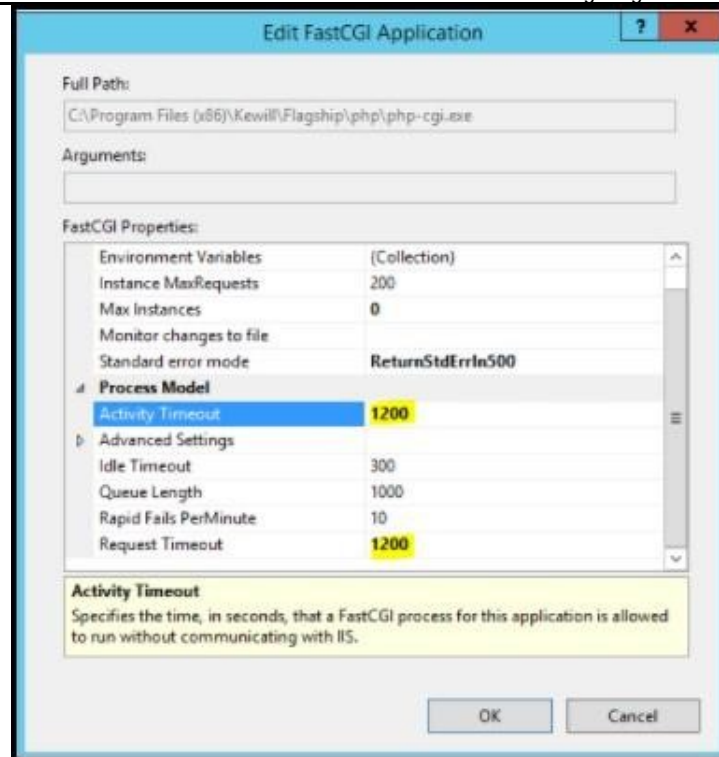 Edit FastCGI Application
? x
Full Path:
C:\Program Files (x86)\Kewill\Flagship\php\php-cgi.exe
Arguments:
FastCGI Properties:
Environment Variables (Collection)
Instance MaxRequests 200
Max Instances 0
Monitor changes to file
Standard error mode ReturnStdErrIn500
Process Model
Activity Timeout 1200
Advanced Settings
Idle Timeout 300
Queue Length 1000
Rapid Fails PerMinute 10
Request Timeout 1200
Activity Timeout
Specifies the time, in seconds, that a FastCGI process for this application is allowed
to run without communicating with IIS.
OK Cancel